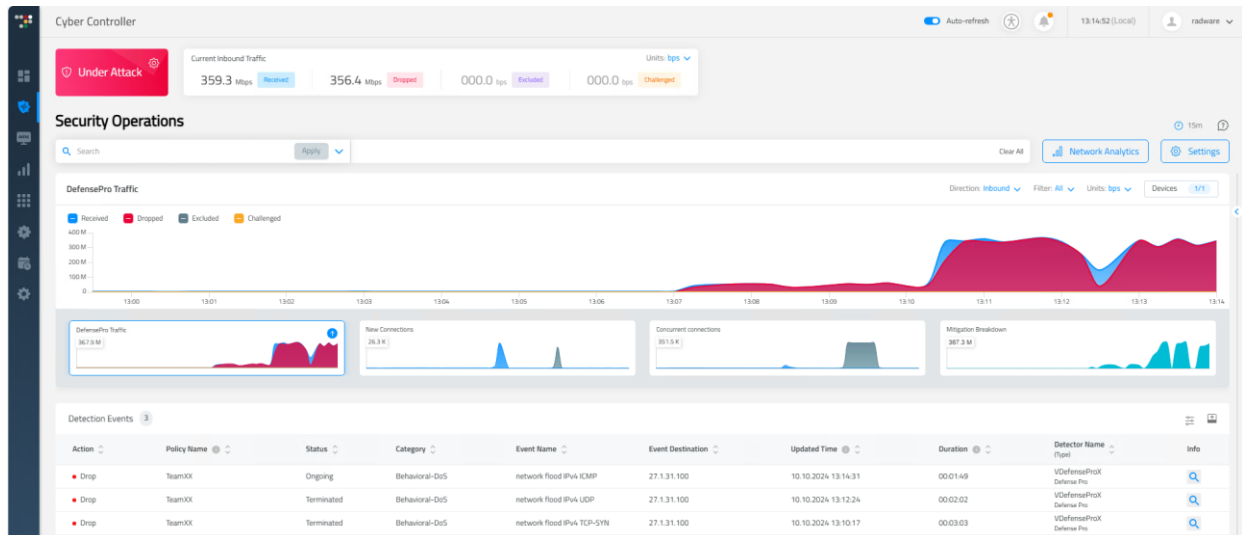 Cyber Controller
Auto-refresh
13:14:52 (Local)
radware
Under Attack
Current Inbound Traffic
Units: bps
359.3 Mbps Received
356.4 Mbps Dropped
000.0 bps Excluded
000.0 bps Challenged
Security Operations
15m
Search
Apply
Clear All
Network Analytics
Settings
DefensePro Traffic
Direction: Inbound
Filter: All
Units: bps
Devices 1/1
Received Dropped Excluded Challenged
400 M
300 M
200 M
100 M
0
13:00 13:01 13:02 13:03 13:04 13:05 13:06 13:07 13:08 13:09 13:10 13:11 13:12 13:13 13:14
DefensePro Traffic
367.5 M
New Connections
26.3 K
Concurrent connections
351.5 K
Mitigation Breakdown
367.3 M
Detection Events 3
Action Policy Name Status Category Event Name Event Destination Updated Time Duration Detector Name (Type) Info
Drop TeamXX Ongoing Behavioral-DoS network flood IPv4 ICMP 27.1.31.100 10.10.2024 13:14:31 00:01:49 VDefenseProX
Defense Pro
Drop TeamXX Terminated Behavioral-DoS network flood IPv4 UDP 27.1.31.100 10.10.2024 13:12:24 00:02:02 VDefenseProX
Defense Pro
Drop TeamXX Terminated Behavioral-DoS network flood IPv4 TCP-SYN 27.1.31.100 10.10.2024 13:10:17 00:03:03 VDefenseProX
Defense Pro